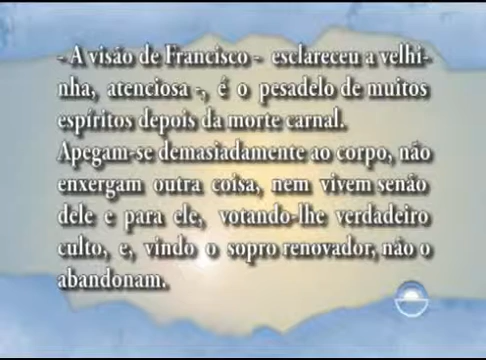 - A visão de Francisco - esclareceu a velhi-
nha, atenciosa -, é o pesadelo de muitos
espíritos depois da morte carnal.
Apegam-se demasiadamente ao corpo, não
enxergam outra coisa, nem vivem senão
dele e para ele, votando-lhe verdadeiro
culto, e, vindo o sopro renovador, não o
abandonam.